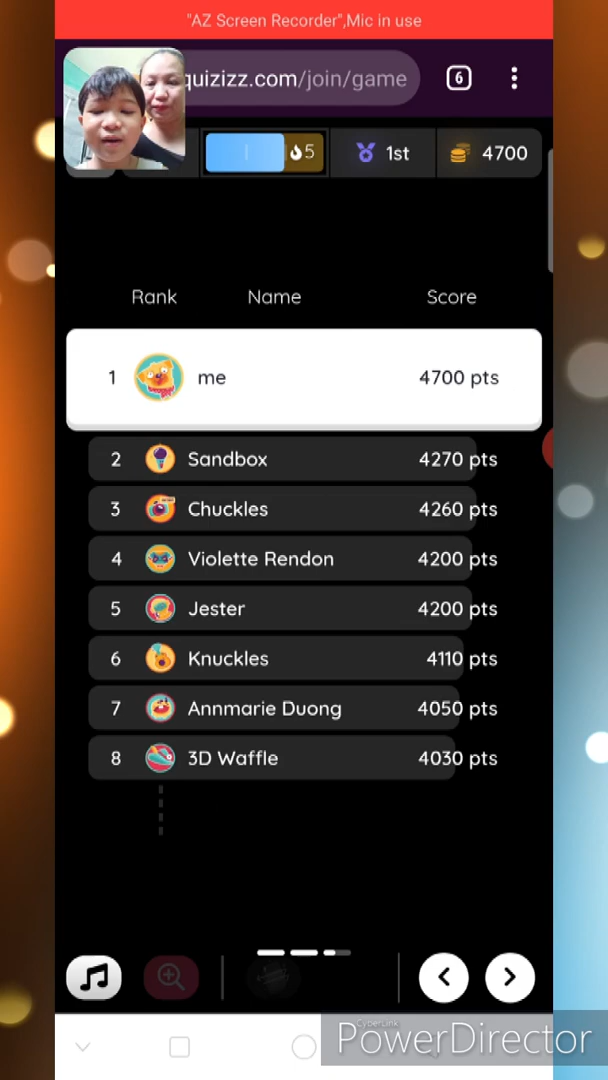 "AZ Screen Recorder",Mic in use
quizizz.com/join/game
6
5
1st
4700
Rank Name Score
1 me 4700 pts
2 Sandbox 4270 pts
3 Chuckles 4260 pts
4 Violette Rendon 4200 pts
5 Jester 4200 pts
6 Knuckles 4110 pts
7 Annmarie Duong 4050 pts
8 3D Waffle 4030 pts
CyberLink
PowerDirector